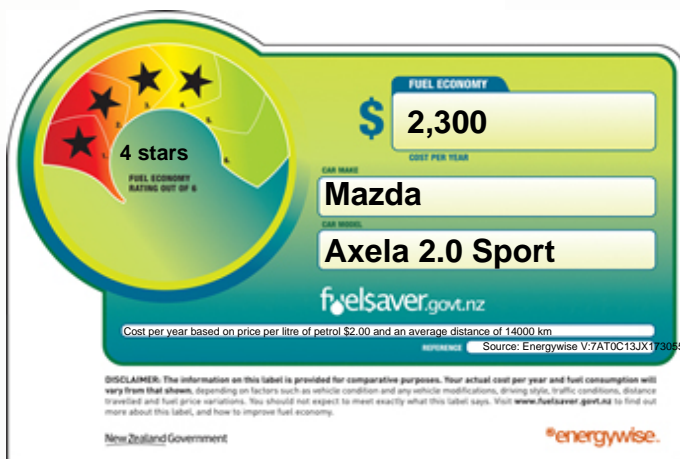 FUEL ECONOMY
$ 2,300
COST PER YEAR
1.
2.
3.
4.
5.
6.
4 stars
FUEL ECONOMY
RATING OUT OF 6
CAR MAKE
Mazda
CAR MODEL
Axela 2.0 Sport
fuelsaver.govt.nz
Cost per year based on price per litre of petrol $2.00 and an average distance of 14000 km
REFERENCE Source: Energywise V:7AT0C13JX173055
DISCLAIMER: The information on this label is provided for comparative purposes. Your actual cost per year and fuel consumption will
vary from that shown, depending on factors such as vehicle condition and any vehicle modifications, driving style, traffic conditions, distance
travelled and fuel price variations. You should not expect to meet exactly what this label says. Visit www.fuelsaver.govt.nz to find out
more about this label, and how to improve fuel economy.
New Zealand Government
energywise.